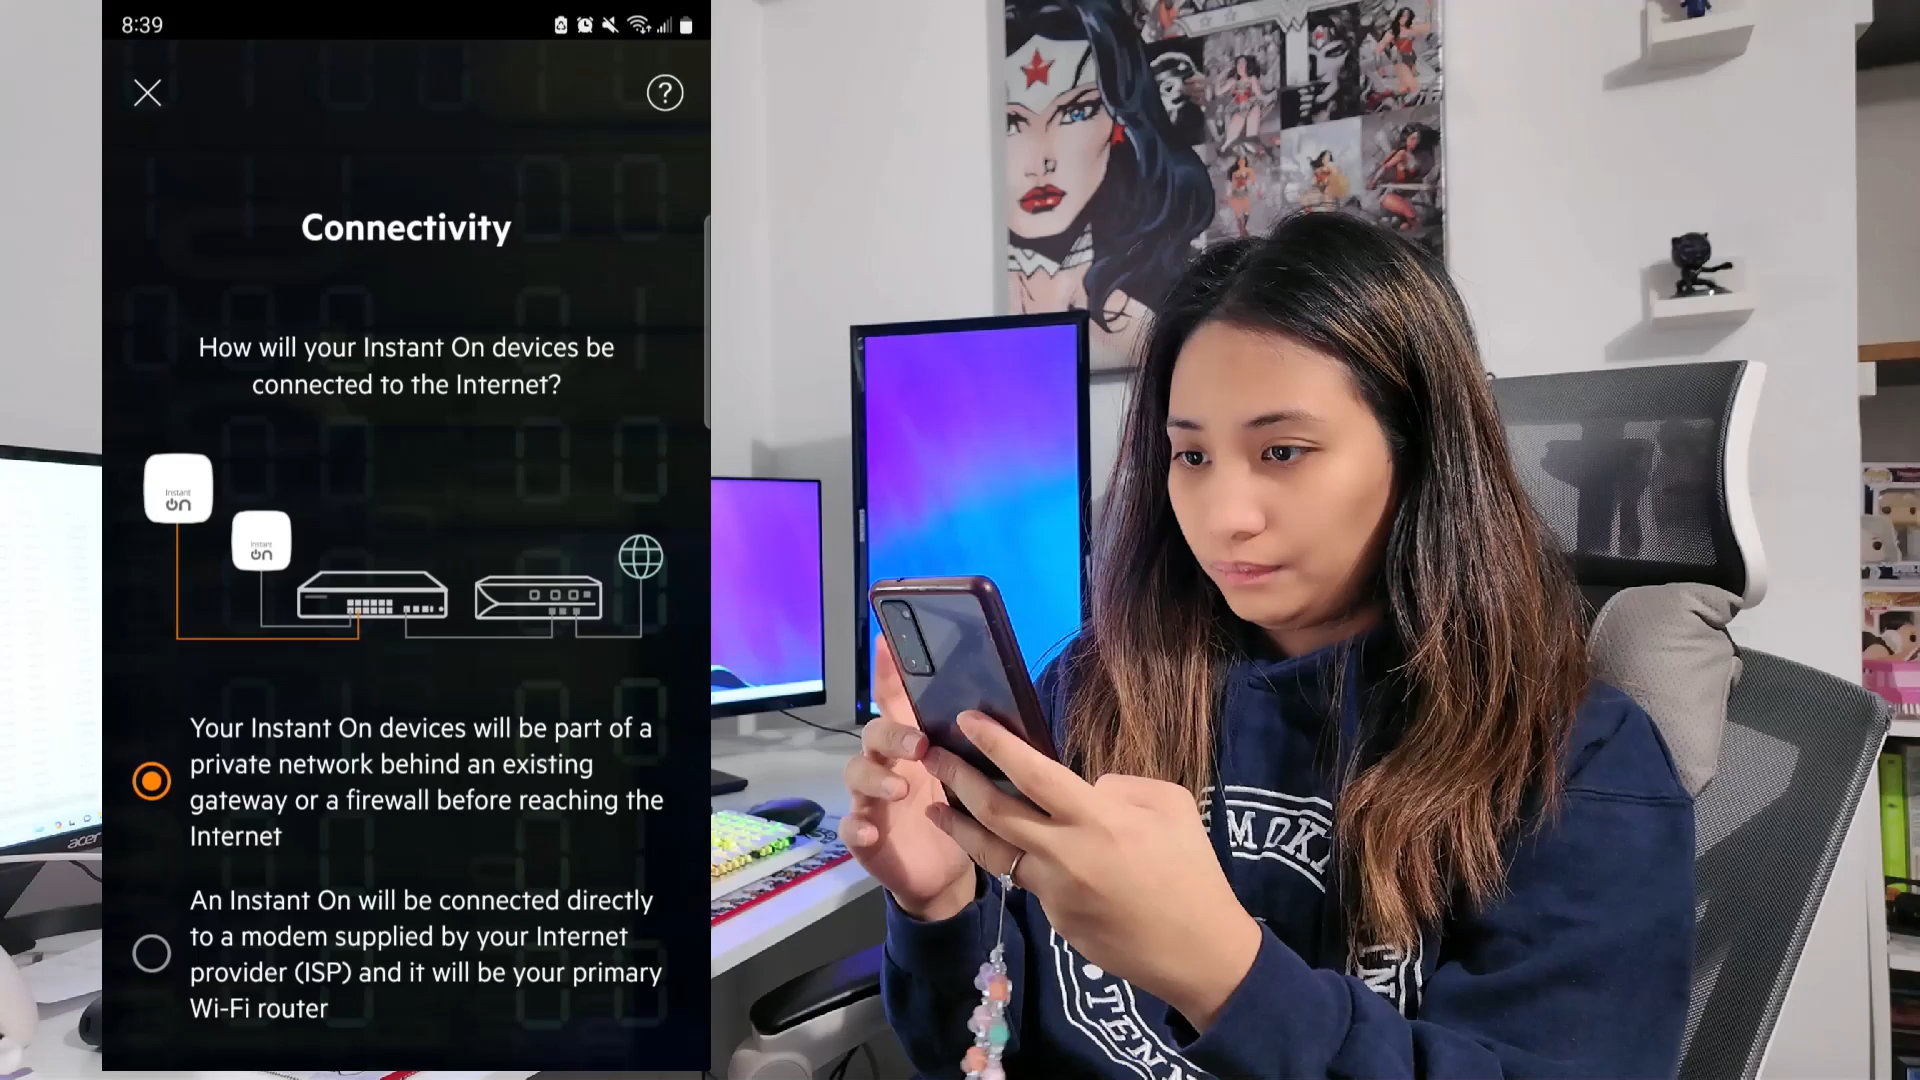 8:39
?
Connectivity
How will your Instant On devices be
connected to the Internet?
Instant
on
Instant
on
Your Instant On devices will be part of a
private network behind an existing
gateway or a firewall before reaching the
Internet
An Instant On will be connected directly
to a modem supplied by your Internet
provider (ISP) and it will be your primary
Wi-Fi router
acer